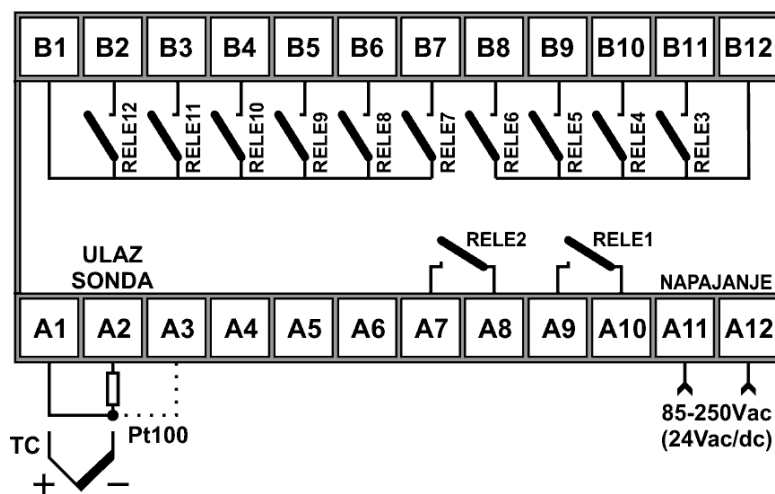 B1 B2 B3 B4 B5 B6 B7 B8 B9 B10 B11 B12
RELE12 RELE11 RELE10 RELE9 RELE8 RELE7 RELE6 RELE5 RELE4 RELE3
RELE2 RELE1
ULAZ
SONDA
NAPAJANJE
A1 A2 A3 A4 A5 A6 A7 A8 A9 A10 A11 A12
Pt100
85-250Vac
(24Vac/dc)
TC
+ −